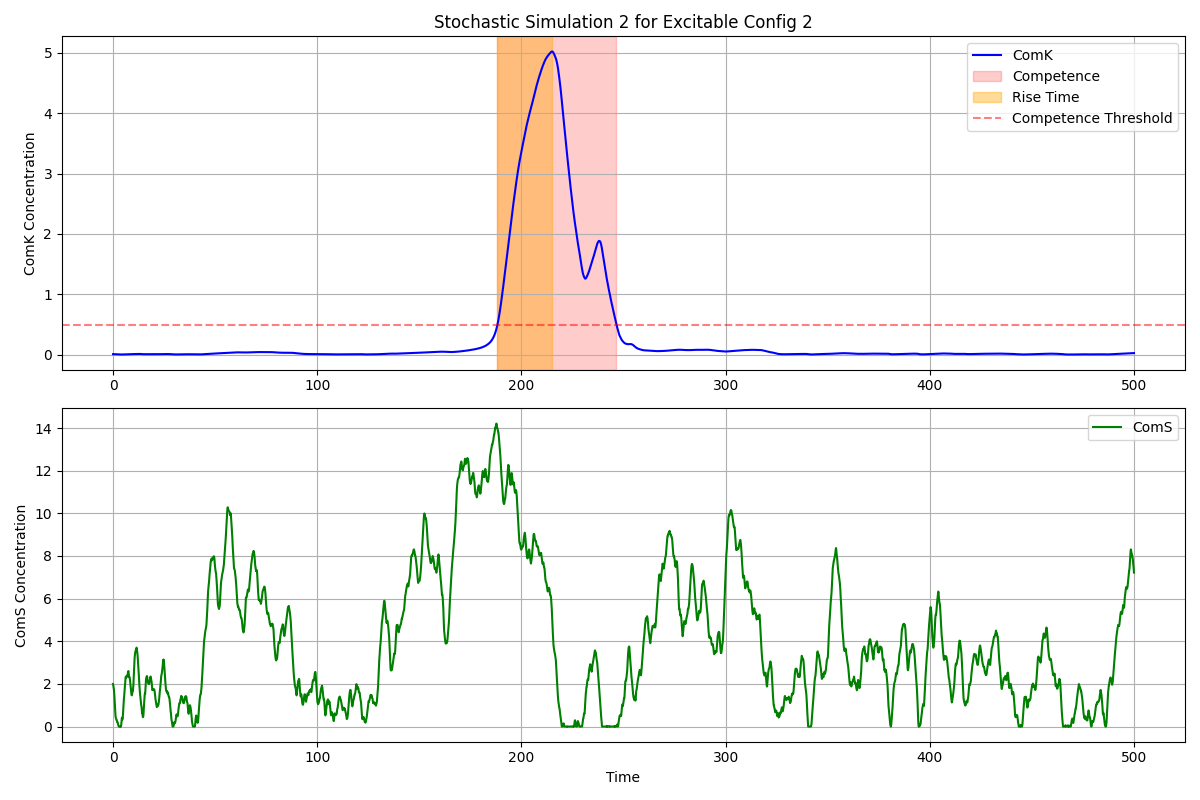 Stochastic Simulation 2 for Excitable Config 2
ComK Concentration
5
4
3
2
1
0
ComK
Competence
Rise Time
Competence Threshold
0 100 200 300 400 500
ComS Concentration
14
12
10
8
6
4
2
0
ComS
0 100 200 300 400 500
Time